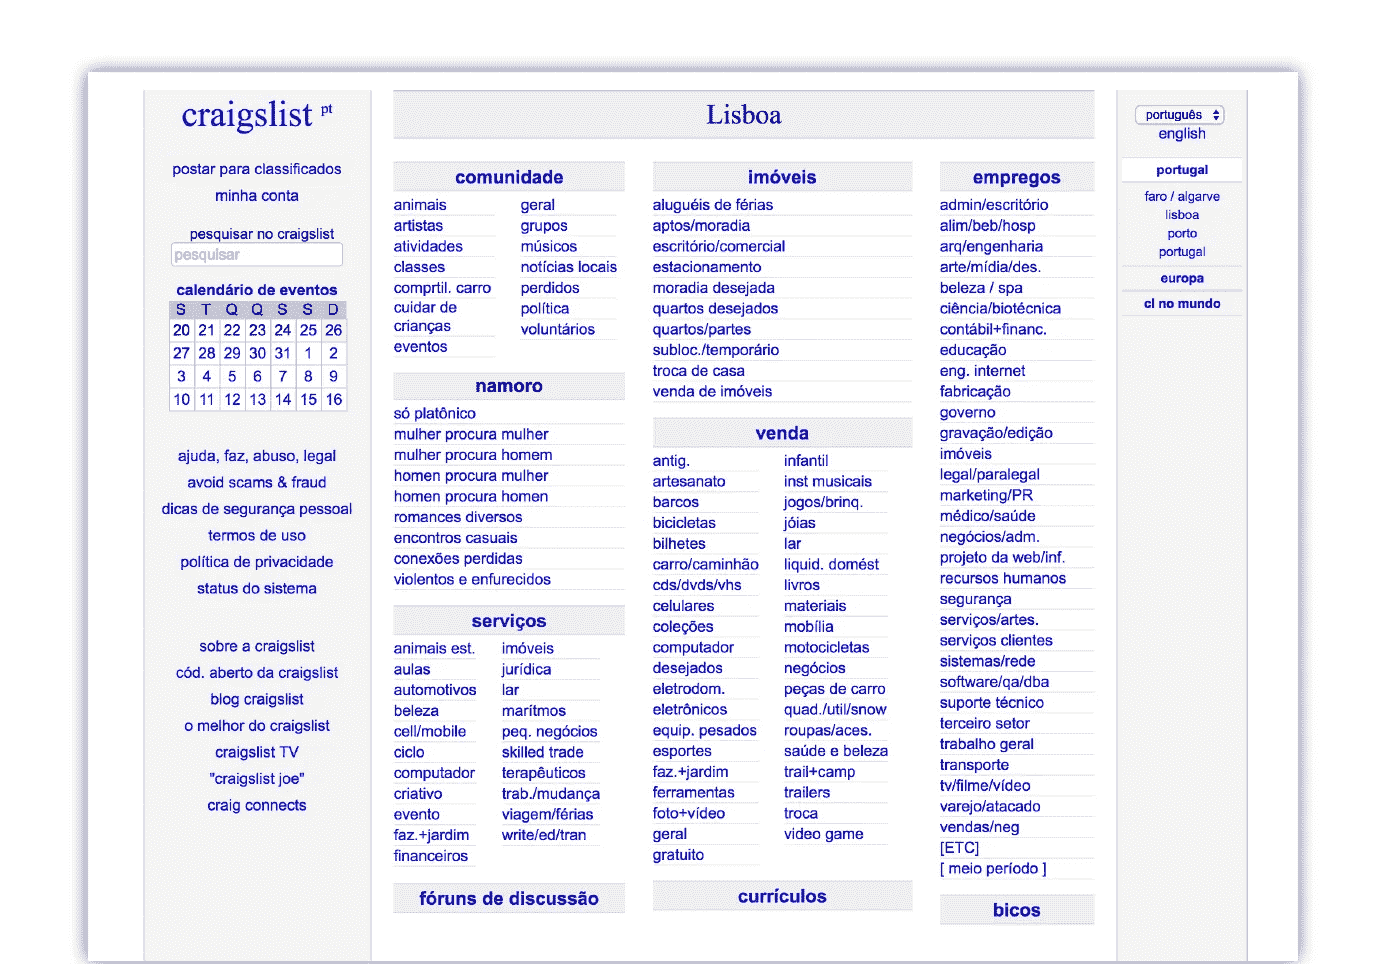 craigslist pt
postar para classificados
minha conta
pesquisar no craigslist
pesquisar
calendário de eventos
S T Q Q S S D
20 21 22 23 24 25 26
27 28 29 30 31 1 2
3 4 5 6 7 8 9
10 11 12 13 14 15 16
ajuda, faz, abuso, legal
avoid scams & fraud
dicas de segurança pessoal
termos de uso
política de privacidade
status do sistema
sobre a craigslist
cód. aberto da craigslist
blog craigslist
o melhor do craigslist
craigslist TV
"craigslist joe"
craig connects
Lisboa
comunidade
animais
artistas
atividades
classes
comprtil. carro
cuidar de
crianças
eventos
geral
grupos
músicos
notícias locais
perdidos
política
voluntários
namoro
só platônico
mulher procura mulher
mulher procura homem
homen procura mulher
homen procura homen
romances diversos
encontros casuais
conexões perdidas
violentos e enfurecidos
serviços
animais est.
aulas
automotivos
beleza
cell/mobile
ciclo
computador
criativo
evento
faz.+jardim
financeiros
imóveis
jurídica
lar
marítmos
peq. negócios
skilled trade
terapêuticos
trab./mudança
viagem/férias
write/ed/tran
fóruns de discussão
imóveis
aluguéis de férias
aptos/moradia
escritório/comercial
estacionamento
moradia desejada
quartos desejados
quartos/partes
subloc./temporário
troca de casa
venda de imóveis
venda
antig.
artesanato
barcos
bicicletas
bilhetes
carro/caminhão
cds/dvds/vhs
celulares
coleções
computador
desejados
eletrodom.
eletrônicos
equip. pesados
esportes
faz.+jardim
ferramentas
foto+vídeo
geral
gratuito
infantil
inst musicais
jogos/brinq.
jóias
lar
liquid. domést
livros
materiais
mobília
motocicletas
negócios
peças de carro
quad./util/snow
roupas/aces.
saúde e beleza
trail+camp
trailers
troca
video game
currículos
empregos
admin/escritório
alim/beb/hosp
arq/engenharia
arte/mídia/des.
beleza / spa
ciência/biotécnica
contábil+financ.
educação
eng. internet
fabricação
governo
gravação/edição
imóveis
legal/paralegal
marketing/PR
médico/saúde
negócios/adm.
projeto da web/inf.
recursos humanos
segurança
serviços/artes.
serviços clientes
sistemas/rede
software/qa/dba
suporte técnico
terceiro setor
trabalho geral
transporte
tv/filme/vídeo
varejo/atacado
vendas/neg
[ETC]
[ meio período ]
bicos
português
english
portugal
faro / algarve
lisboa
porto
portugal
europa
cl no mundo